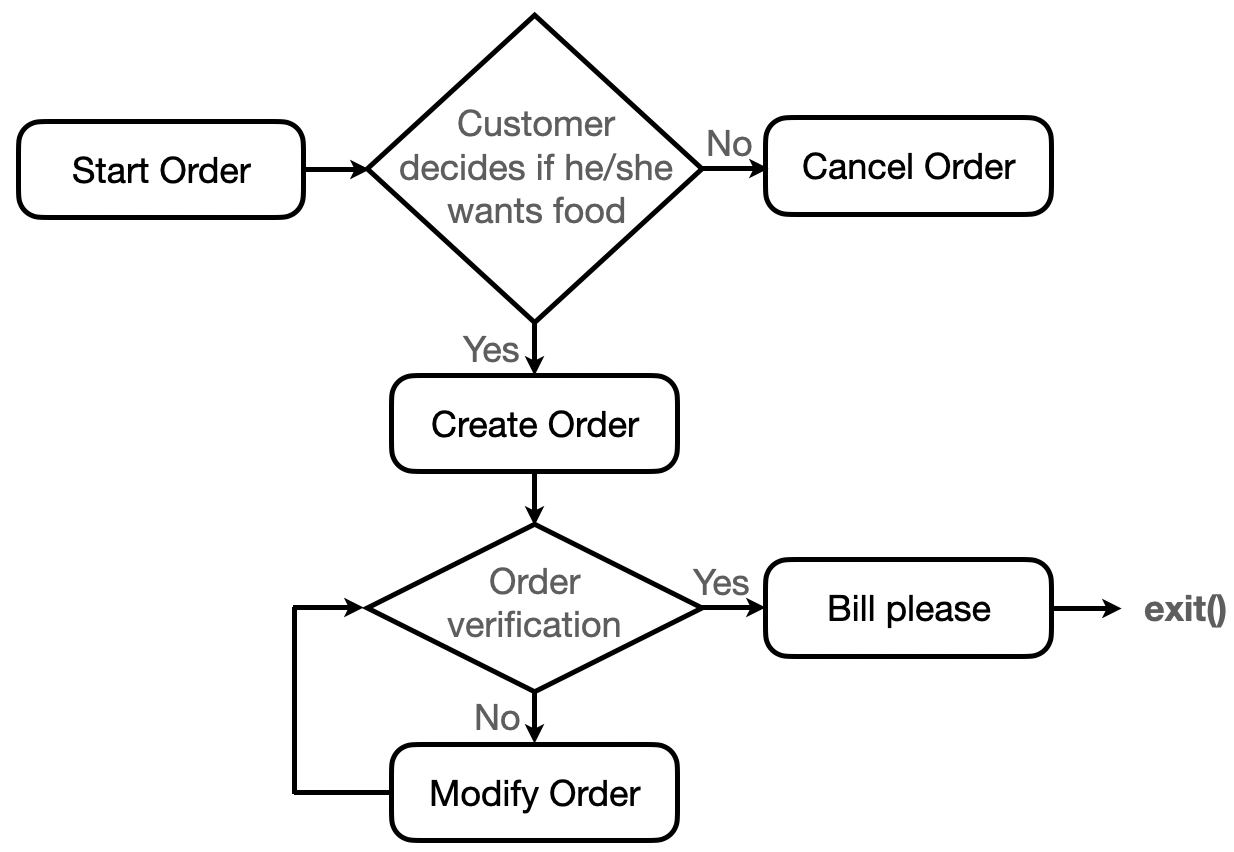 Start Order
Customer
decides if he/she
wants food
No
Cancel Order
Yes
Create Order
Order
verification
Yes
Bill please
exit()
No
Modify Order